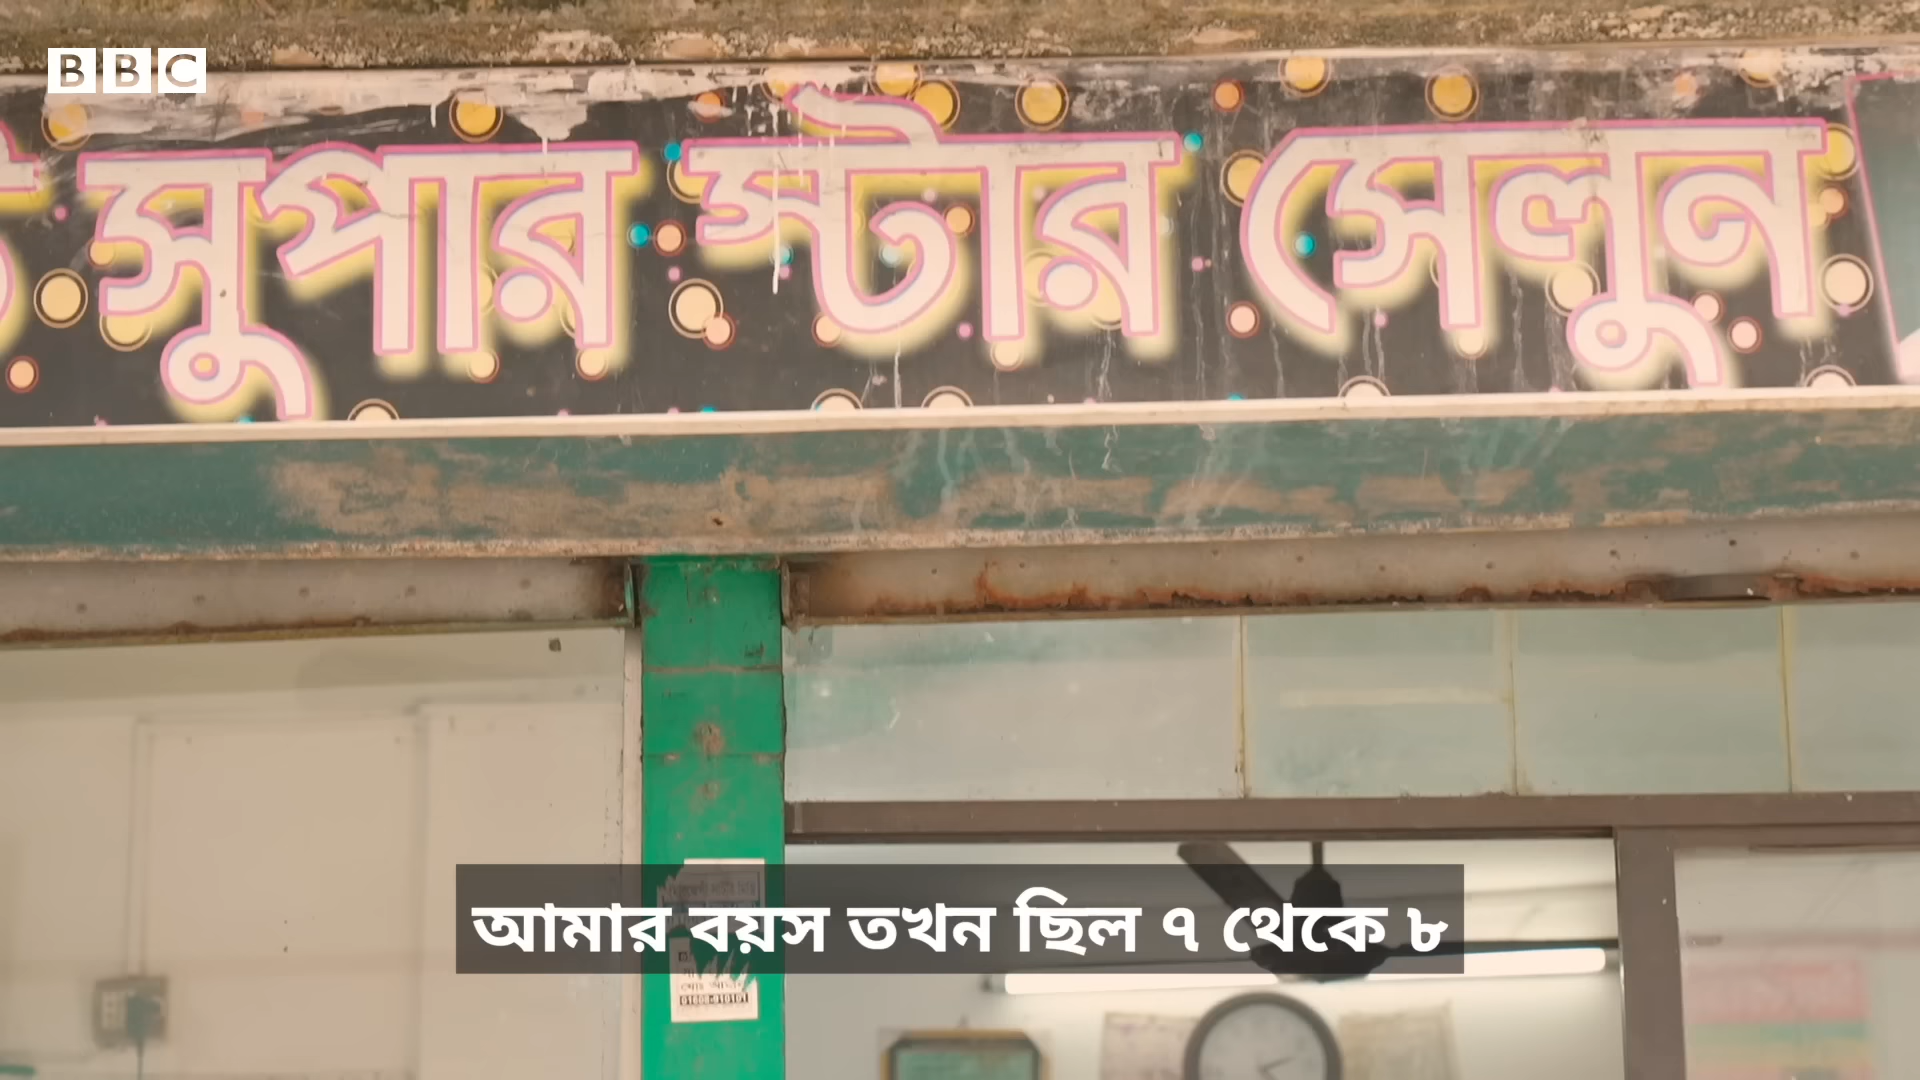 BBC
সুপার স্টার সেলুন
আমার বয়স তখন ছিল ৭ থেকে ৮